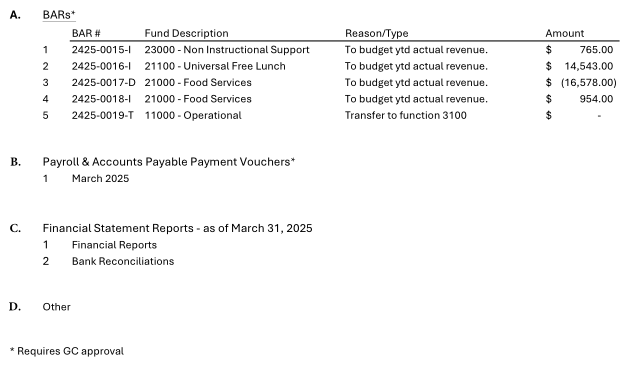 A. BARs*
BAR # Fund Description Reason/Type Amount
1 2425-0015-I 23000 - Non Instructional Support To budget ytd actual revenue. $ 765.00
2 2425-0016-I 21100 - Universal Free Lunch To budget ytd actual revenue. $ 14,543.00
3 2425-0017-D 21000 - Food Services To budget ytd actual revenue. $ (16,578.00)
4 2425-0018-I 21000 - Food Services To budget ytd actual revenue. $ 954.00
5 2425-0019-T 11000 - Operational Transfer to function 3100 $ -
B. Payroll & Accounts Payable Payment Vouchers*
1 March 2025
C. Financial Statement Reports - as of March 31, 2025
1 Financial Reports
2 Bank Reconciliations
D. Other
* Requires GC approval